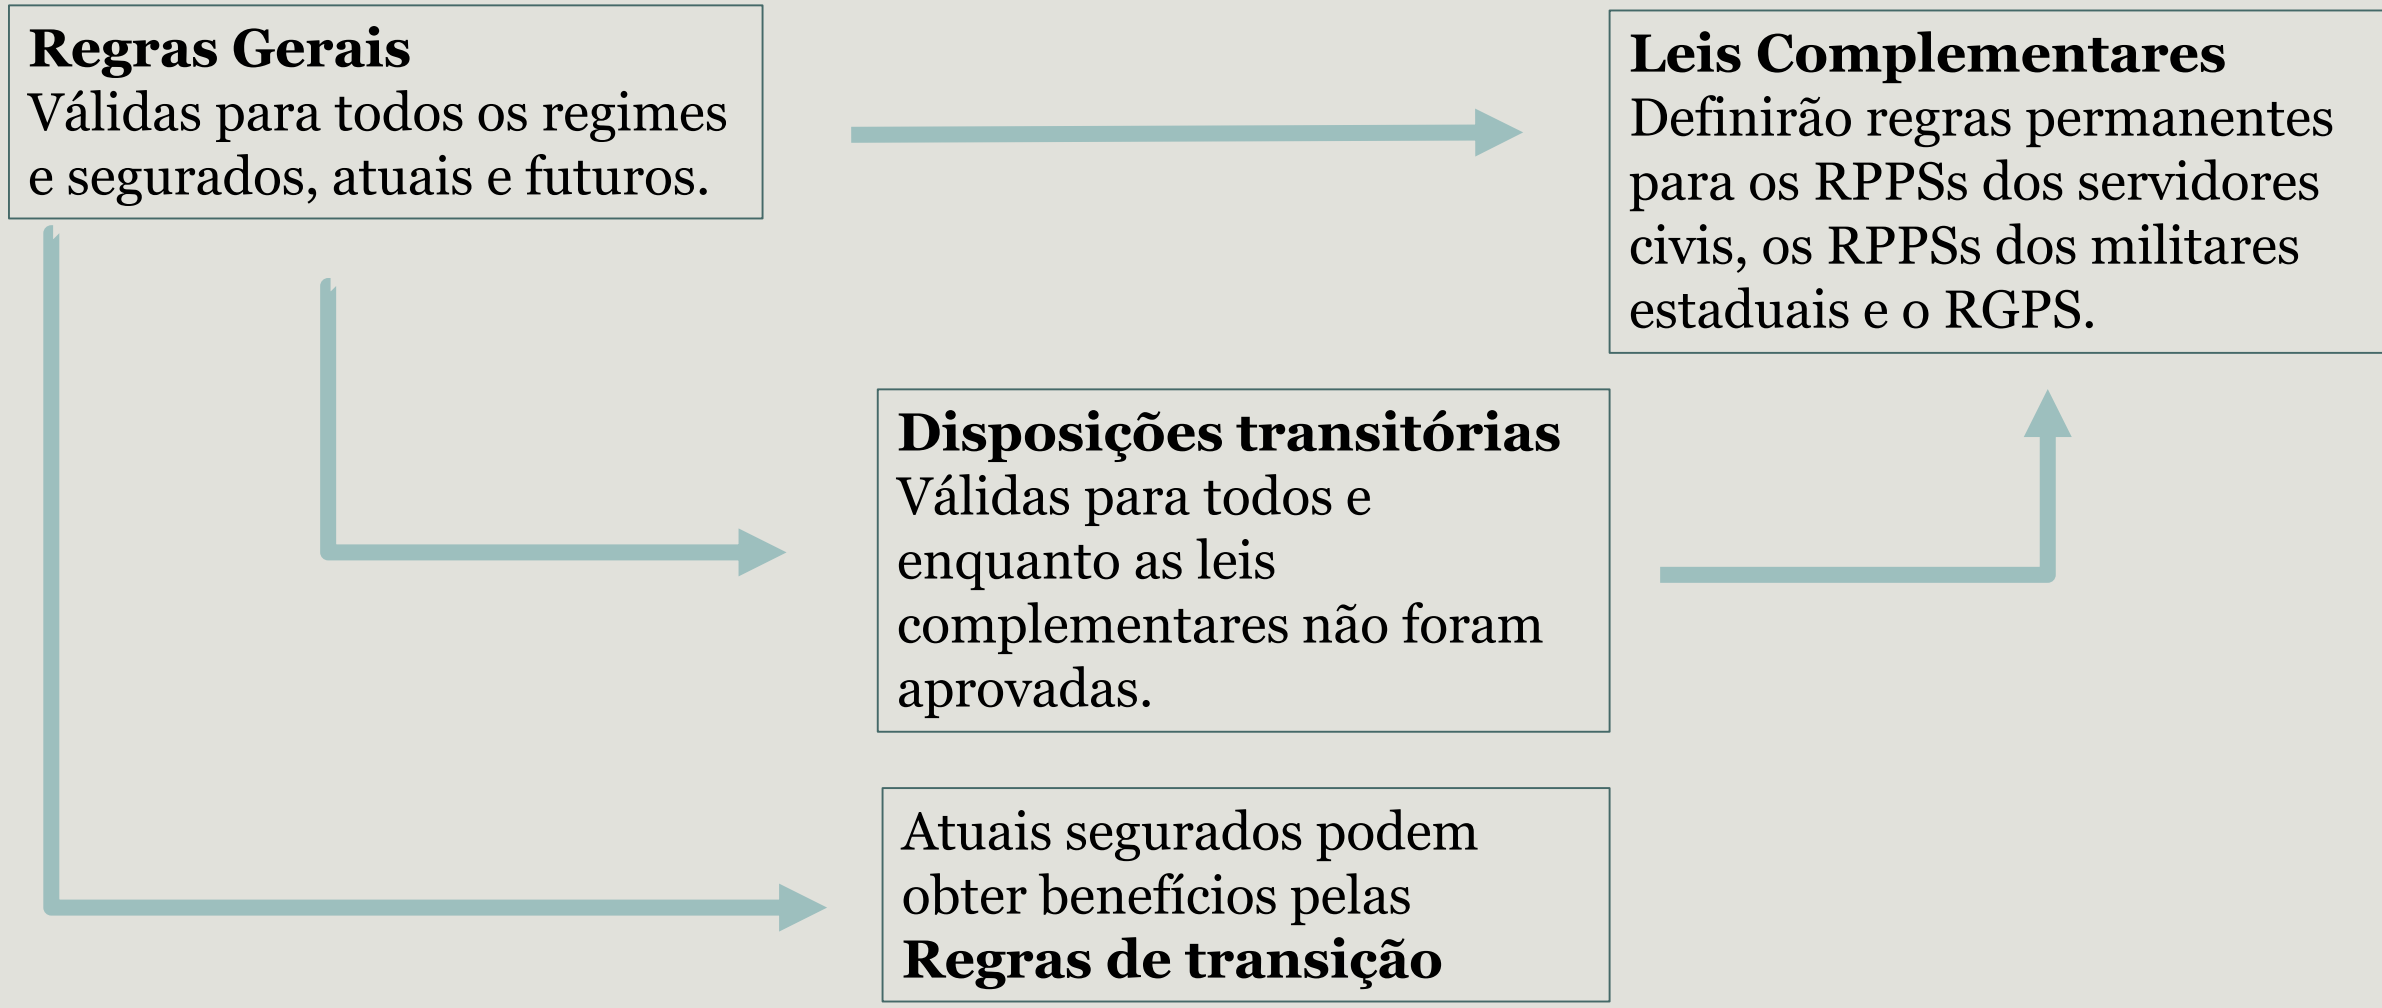 Regras Gerais
Válidas para todos os regimes
e segurados, atuais e futuros.
Leis Complementares
Definirão regras permanentes
para os RPPSs dos servidores
civis, os RPPSs dos militares
estaduais e o RGPS.
Disposições transitórias
Válidas para todos e
enquanto as leis
complementares não foram
aprovadas.
Atuais segurados podem
obter benefícios pelas
Regras de transição